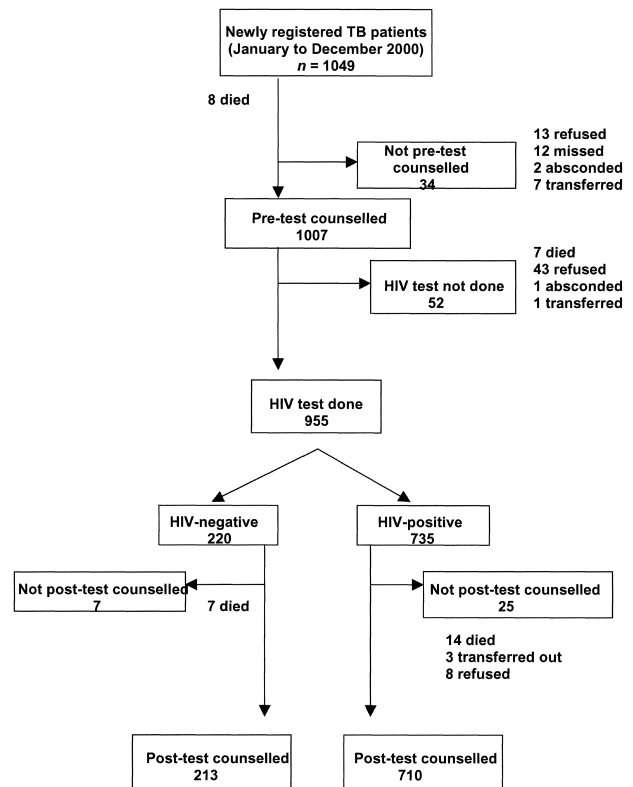 Newly registered TB patients
(January to December 2000)
n = 1049
8 died
13 refused
12 missed
2 absconded
7 transferred
Not pre-test
counselled
34
Pre-test counselled
1007
7 died
43 refused
1 absconded
1 transferred
HIV test not done
52
HIV test done
955
HIV-negative
220
HIV-positive
735
Not post-test counselled
7
7 died
Not post-test counselled
25
14 died
3 transferred out
8 refused
Post-test counselled
213
Post-test counselled
710